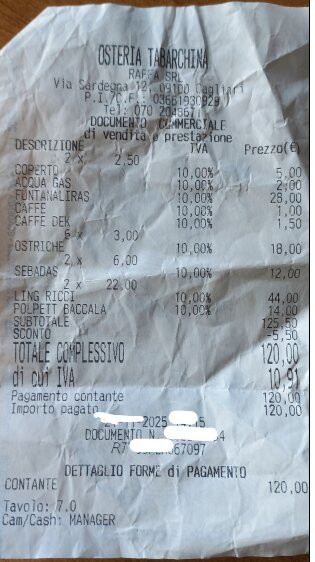 OSTERIA TABARCHINA
RAFFA SRL
Via Sardegna 12, 09100 Cagliari
P.I./C.F.: 03661930929
Tel: 070
DOCUMENTO COMMERCIALE
di vendita e prestazione
DESCRIZIONE IVA Prezzo(€)
2 x 2,50
COPERTO 10,00% 5,00
ACQUA GAS 10,00% 2,00
FONTANALIRAS 10,00% 28,00
CAFFE 10,00% 1,00
CAFFE DEK 10,00% 1,50
6 x 3,00
OSTRICHE 10,00% 18,00
2 x 6,00
SEBADAS 10,00% 12,00
2 x 22,00
LING RICCI 10,00% 44,00
POLPETT BACCALA 10,00% 14,00
SUBTOTALE 125,50
SCONTO -5,50
TOTALE COMPLESSIVO 120,00
di cui IVA 10,91
Pagamento contante 120,00
Importo pagato 120,00
2025
DOCUMENTO N.
RT 067097
DETTAGLIO FORME di PAGAMENTO
CONTANTE 120,00
Tavolo: 7.0
Cam/Cash: MANAGER